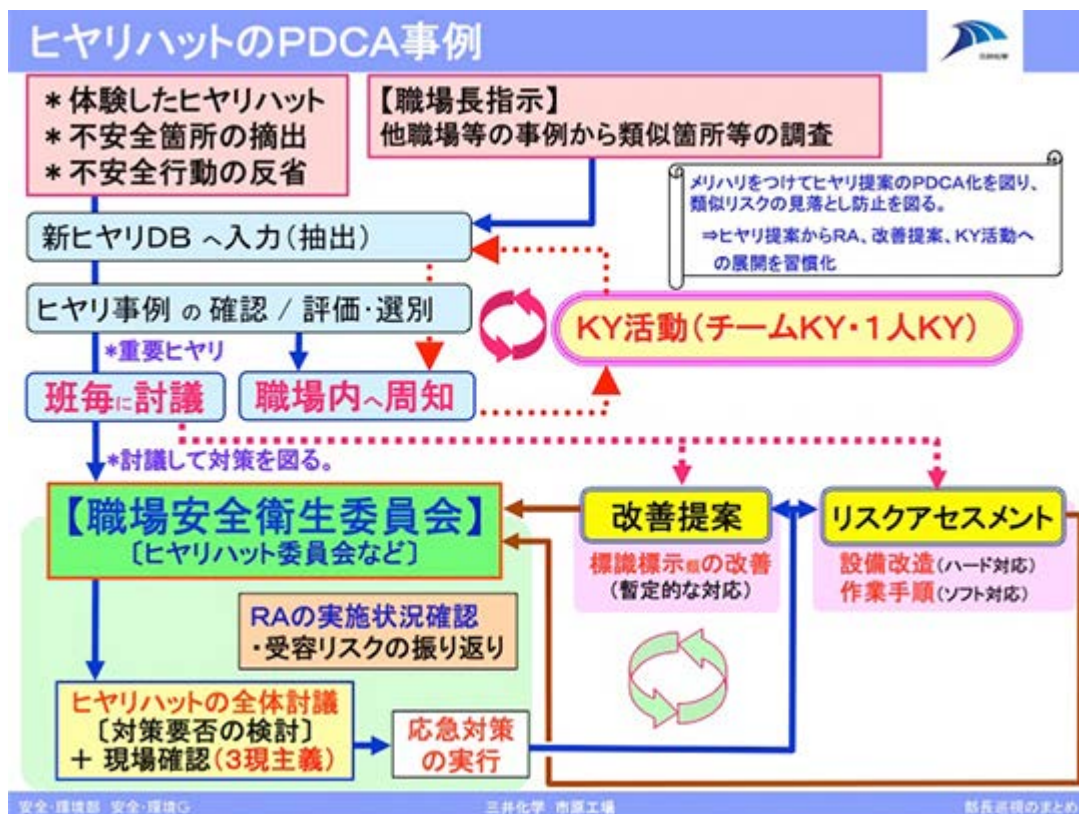 ヒヤリハットのPDCA事例
三井化学
＊体験したヒヤリハット
＊不安全箇所の摘出
＊不安全行動の反省
【職場長指示】
他職場等の事例から類似箇所等の調査
メリハリをつけてヒヤリ提案のPDCA化を図り、
類似リスクの見落とし防止を図る。
⇒ヒヤリ提案からRA、改善提案、KY活動へ
の展開を習慣化
新ヒヤリDB へ入力(抽出)
ヒヤリ事例 の 確認 / 評価・選別
KY活動(チームKY・1人KY)
*重要ヒヤリ
班毎に討議
職場内へ周知
*討議して対策を図る。
【職場安全衛生委員会】
〔ヒヤリハット委員会など〕
改善提案
標識標示類の改善
(暫定的な対応)
リスクアセスメント
設備改造(ハード対応)
作業手順(ソフト対応)
RAの実施状況確認
・受容リスクの振り返り
ヒヤリハットの全体討議
〔対策要否の検討〕
＋ 現場確認(3現主義)
応急対策
の実行
安全・環境部 安全・環境G
三井化学 市原工場
部長巡視のまとめ